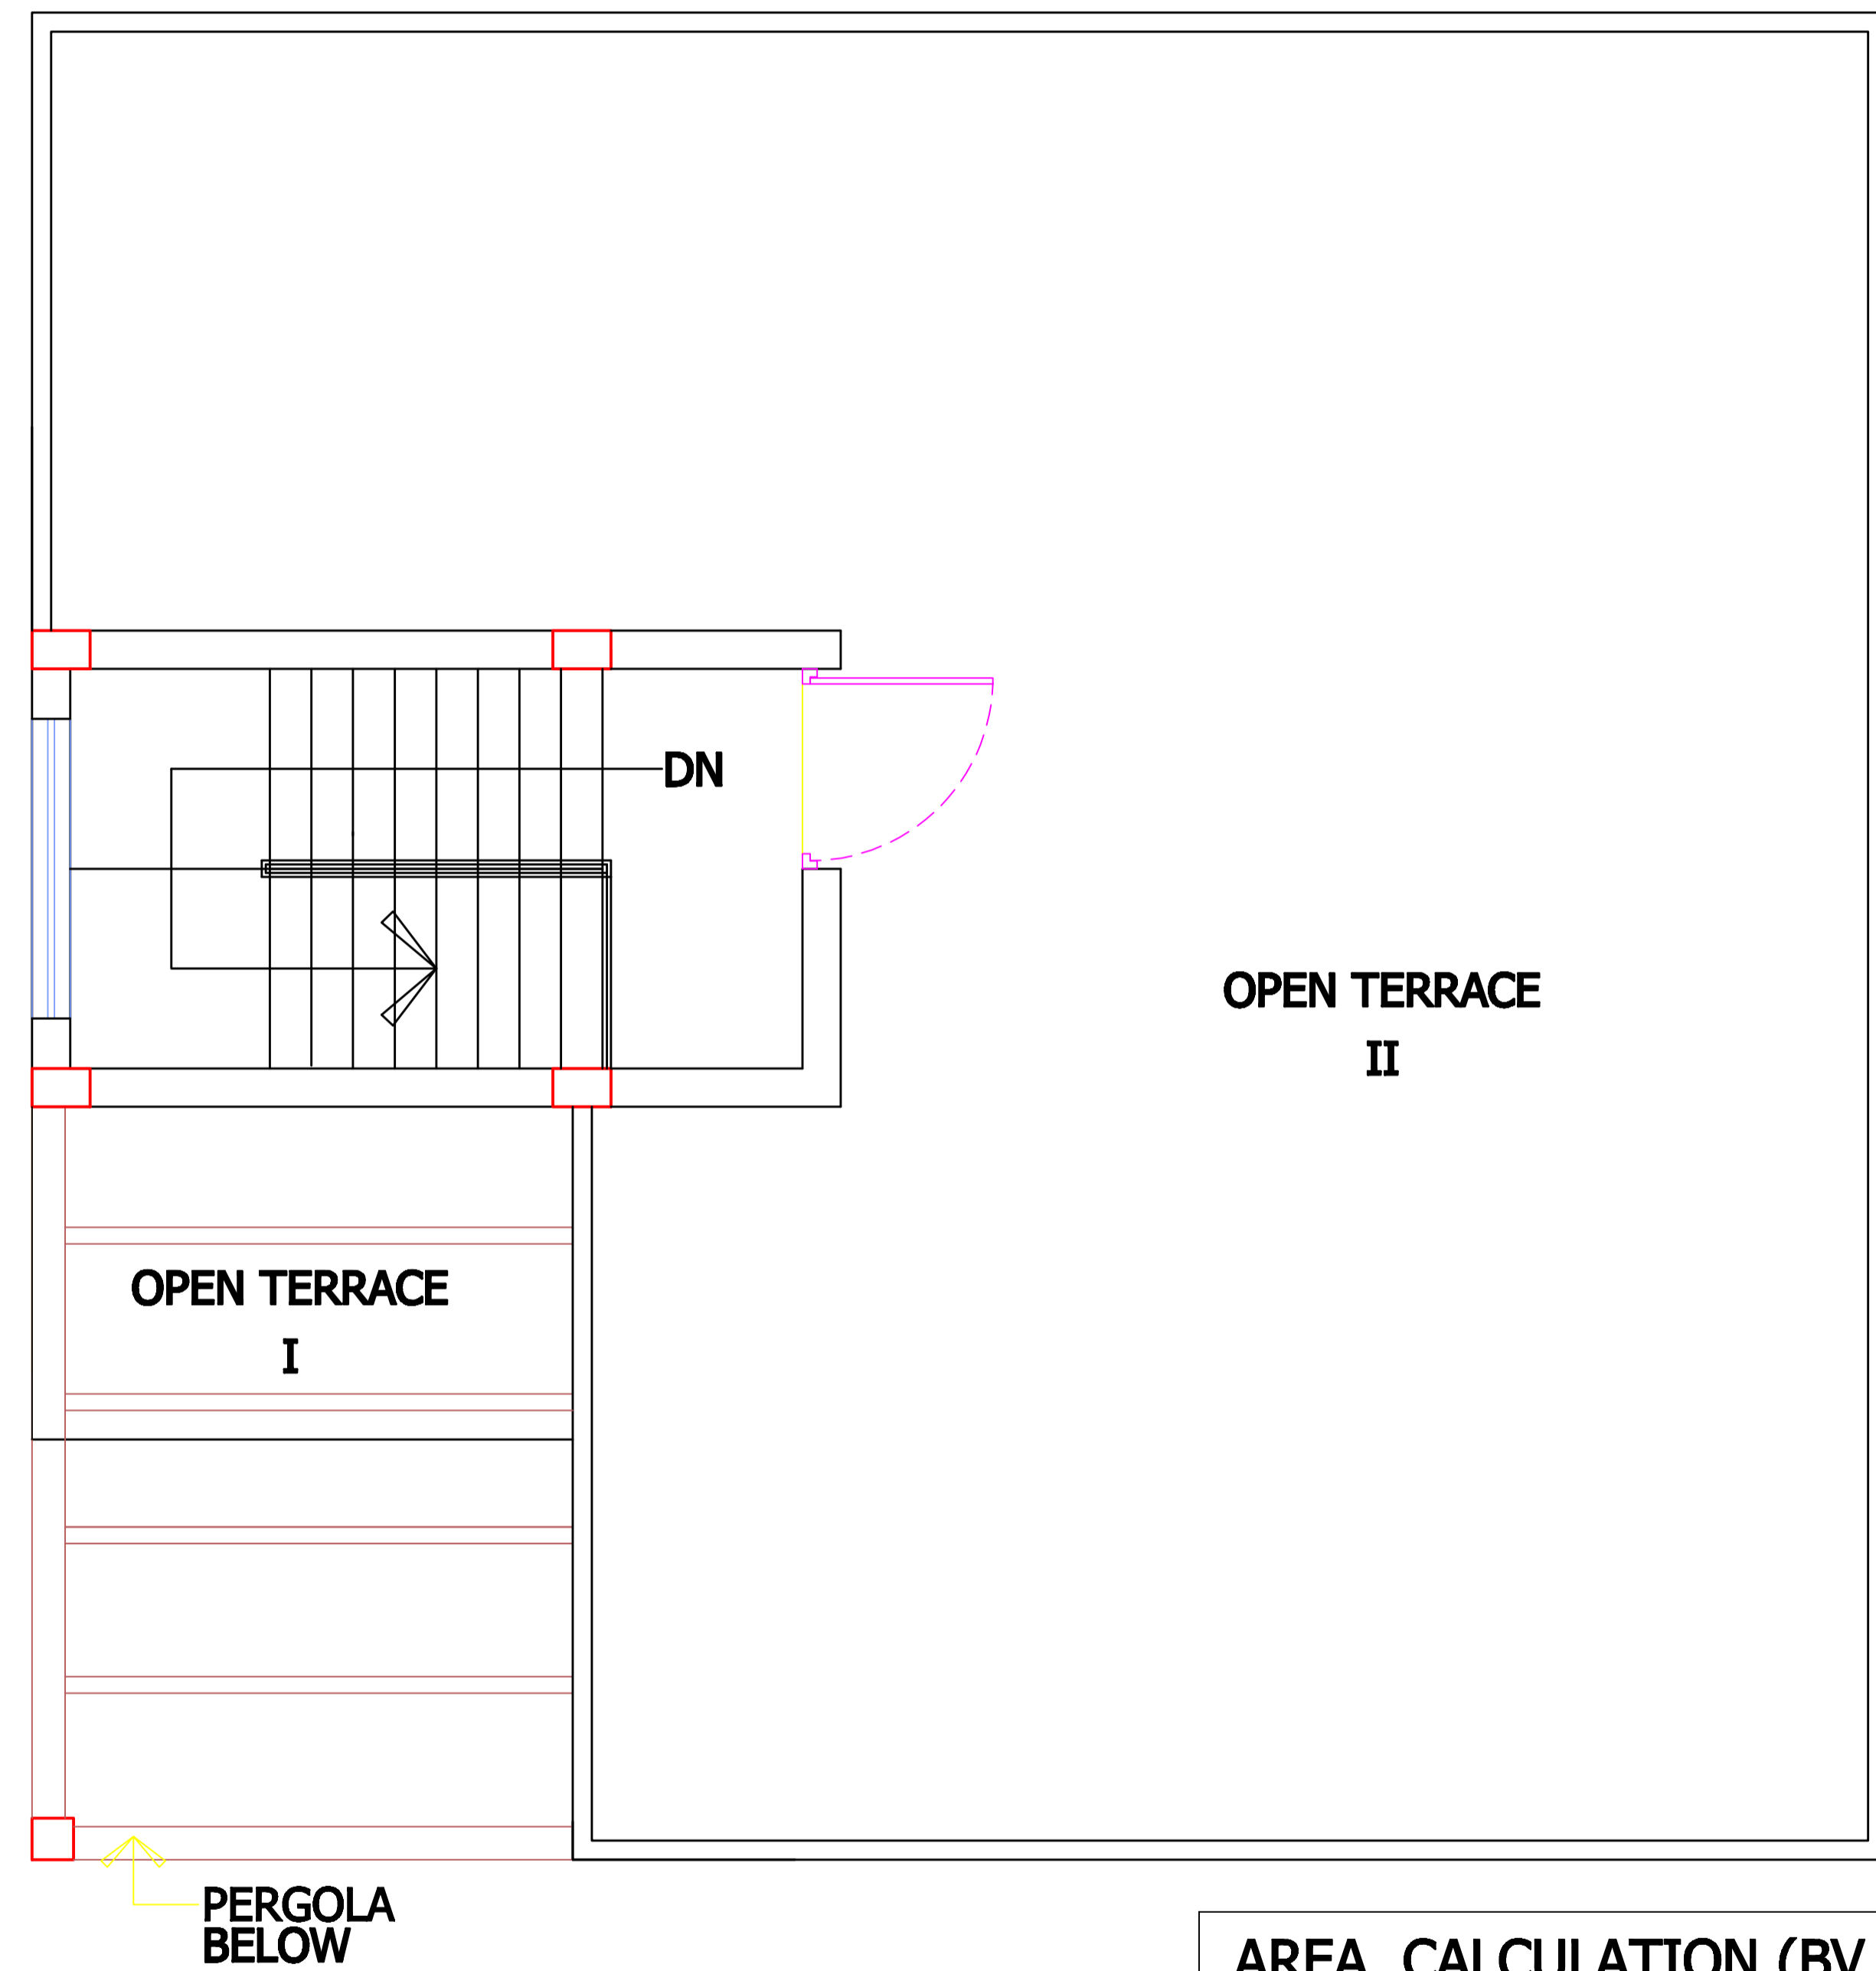 DN
OPEN TERRACE
II
OPEN TERRACE
I
PERGOLA
BELOW
AREA CALCULATION (BY